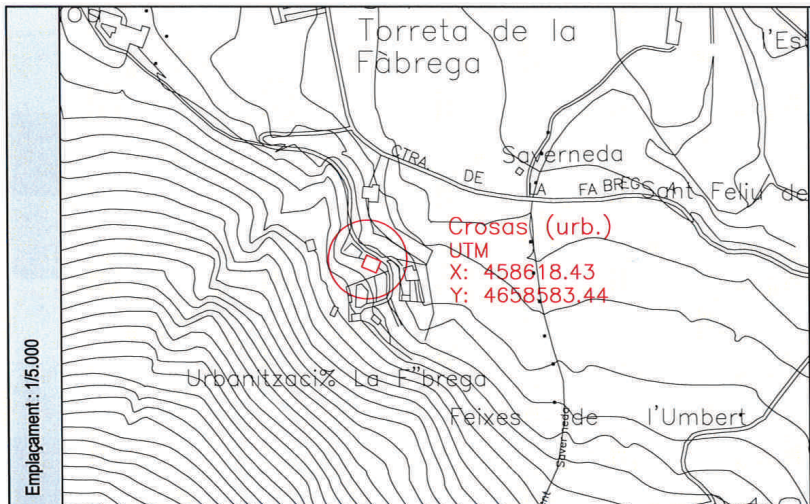 Emplaçament : 1/5.000
Torreta de la
Fàbrega
l'Es
CTRA. DE LA FABREGA
Saverneda
Sant Feliu de
Crosas (urb.)
UTM
X: 458618.43
Y: 4658583.44
Urbanitzaci% La F"brega
Feixes de l'Umbert
Saverneda